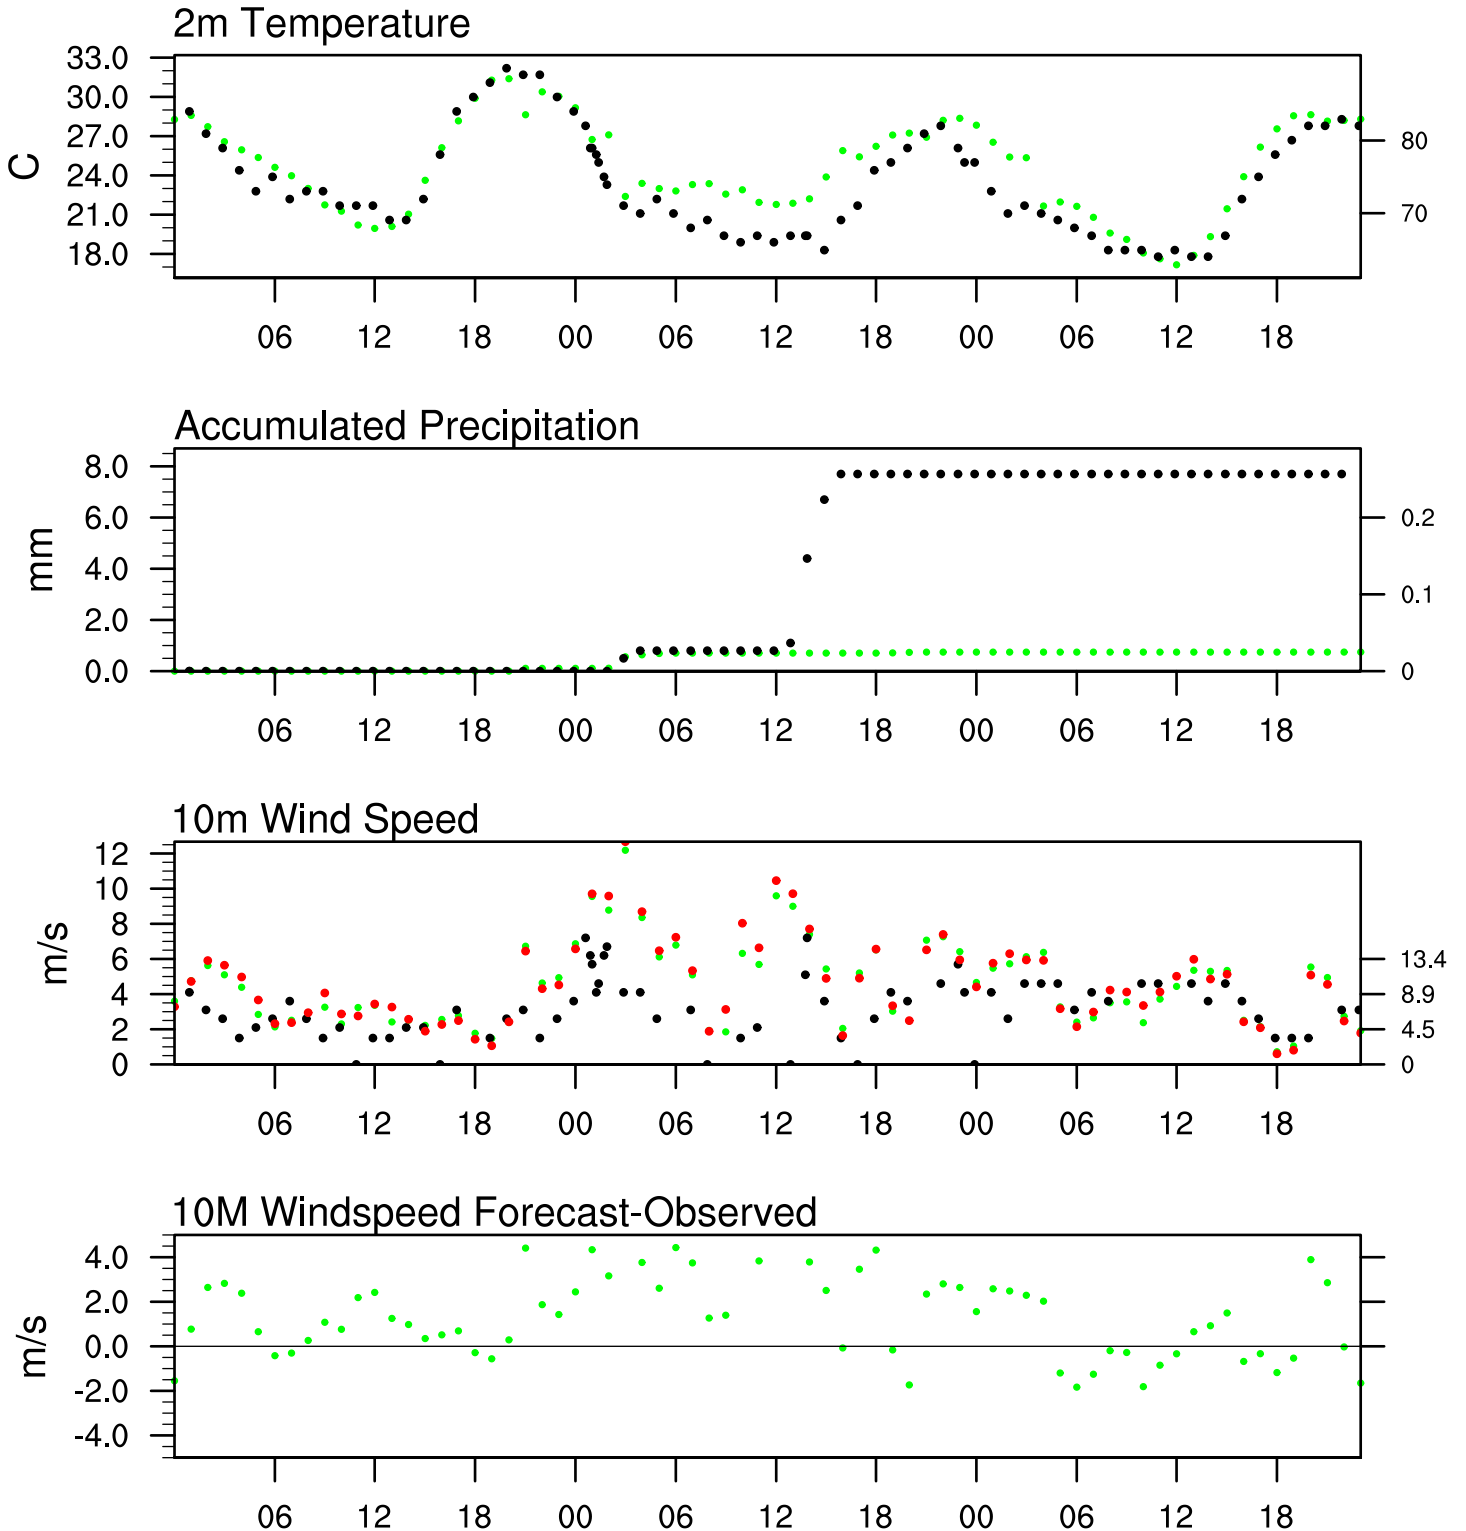 2m Temperature
33.0
30.0
27.0
24.0
21.0
18.0
C
80
70
06 12 18 00 06 12 18 00 06 12 18
Accumulated Precipitation
8.0
6.0
4.0
2.0
0.0
mm
0.2
0.1
0
06 12 18 00 06 12 18 00 06 12 18
10m Wind Speed
12
10
8
6
4
2
0
m/s
13.4
8.9
4.5
0
06 12 18 00 06 12 18 00 06 12 18
10M Windspeed Forecast-Observed
4.0
2.0
0.0
-2.0
-4.0
m/s
06 12 18 00 06 12 18 00 06 12 18